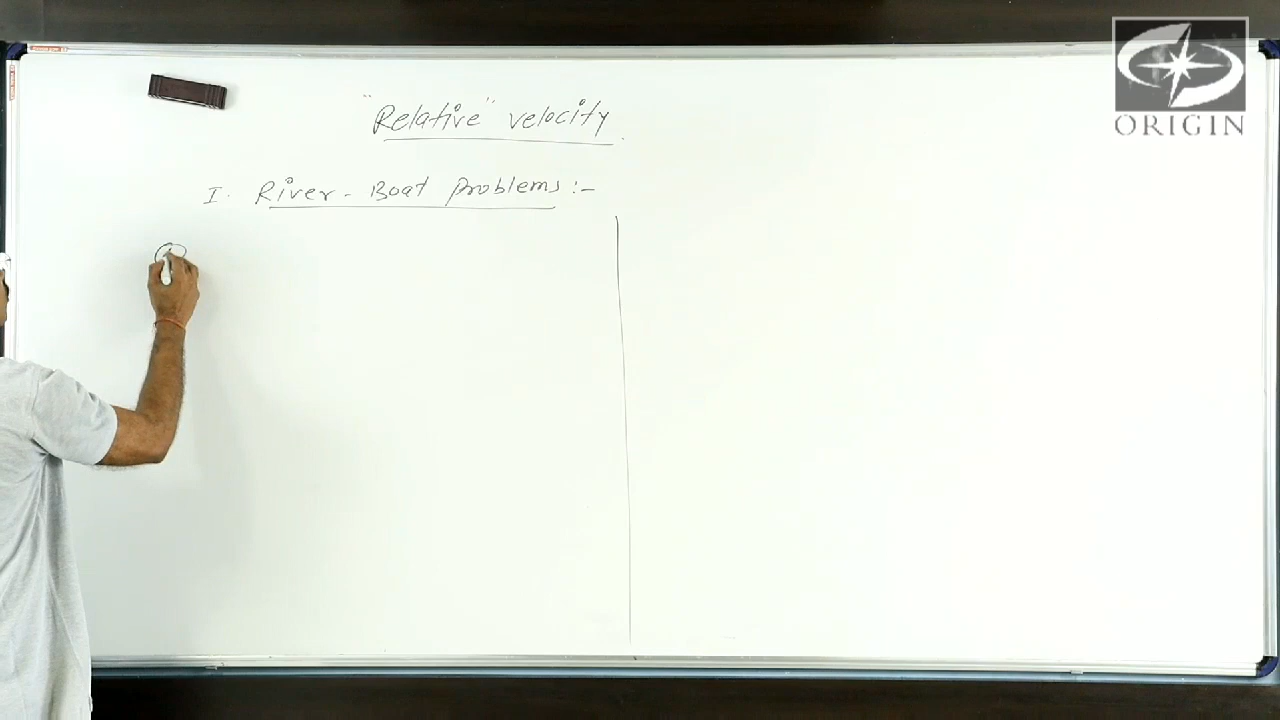 ORIGIN
"Relative" velocity
I. River - Boat problems :-